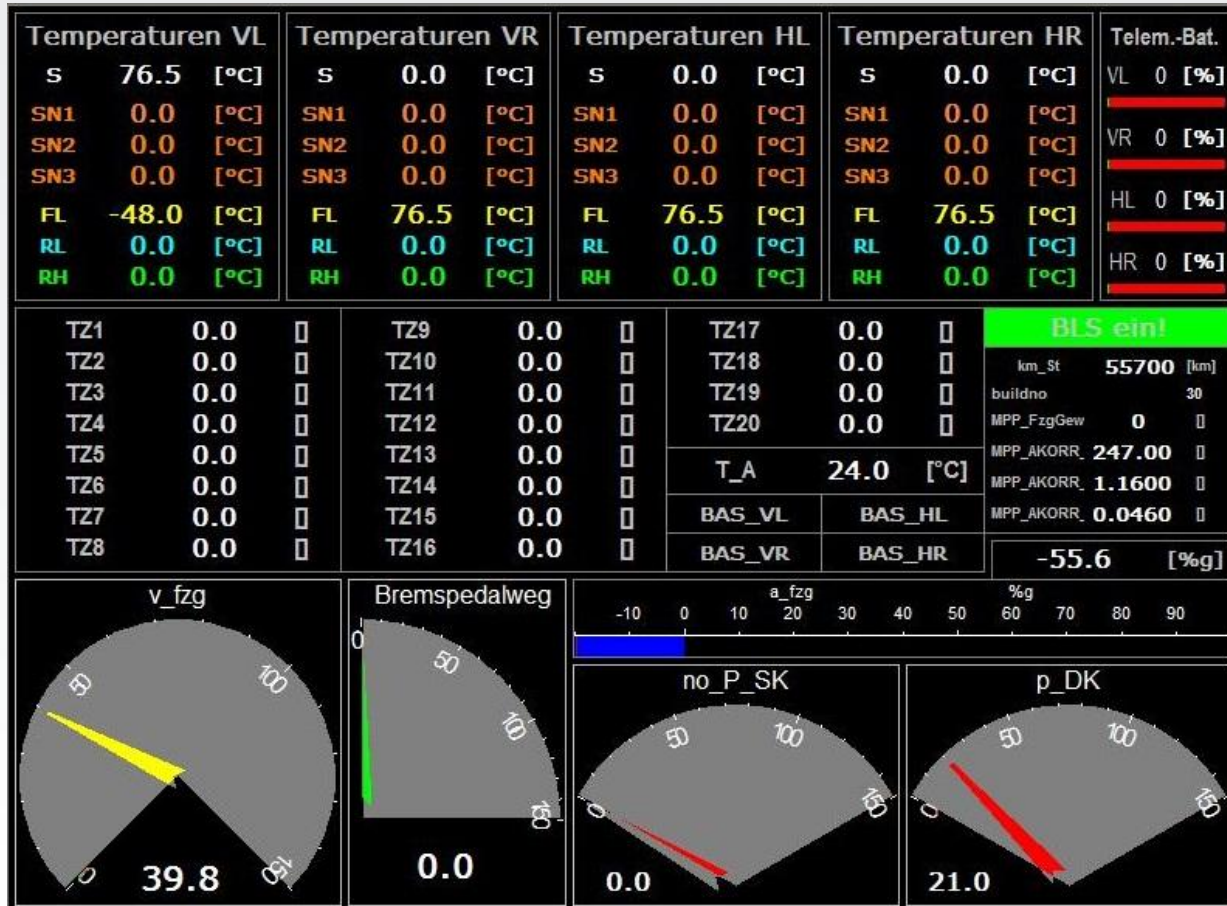 Temperaturen VL
S 76.5 [°C]
SN1 0.0 [°C]
SN2 0.0 [°C]
SN3 0.0 [°C]
FL -48.0 [°C]
RL 0.0 [°C]
RH 0.0 [°C]
Temperaturen VR
S 0.0 [°C]
SN1 0.0 [°C]
SN2 0.0 [°C]
SN3 0.0 [°C]
FL 76.5 [°C]
RL 0.0 [°C]
RH 0.0 [°C]
Temperaturen HL
S 0.0 [°C]
SN1 0.0 [°C]
SN2 0.0 [°C]
SN3 0.0 [°C]
FL 76.5 [°C]
RL 0.0 [°C]
RH 0.0 [°C]
Temperaturen HR
S 0.0 [°C]
SN1 0.0 [°C]
SN2 0.0 [°C]
SN3 0.0 [°C]
FL 76.5 [°C]
RL 0.0 [°C]
RH 0.0 [°C]
Telem.-Bat.
VL 0 [%]
VR 0 [%]
HL 0 [%]
HR 0 [%]
TZ1 0.0 []
TZ2 0.0 []
TZ3 0.0 []
TZ4 0.0 []
TZ5 0.0 []
TZ6 0.0 []
TZ7 0.0 []
TZ8 0.0 []
TZ9 0.0 []
TZ10 0.0 []
TZ11 0.0 []
TZ12 0.0 []
TZ13 0.0 []
TZ14 0.0 []
TZ15 0.0 []
TZ16 0.0 []
TZ17 0.0 []
TZ18 0.0 []
TZ19 0.0 []
TZ20 0.0 []
T_A 24.0 [°C]
BAS_VL BAS_HL
BAS_VR BAS_HR
BLS ein!
km_St 55700 [km]
buildno 30
MPP_FzgGew 0 []
MPP_AKORR_ 247.00 []
MPP_AKORR_ 1.1600 []
MPP_AKORR_ 0.0460 []
-55.6 [%g]
v_fzg
0 50 100 150
39.8
Bremspedalweg
0 50 100 150
0.0
a_fzg %g
-10 0 10 20 30 40 50 60 70 80 90
no_P_SK
0 50 100 150
0.0
p_DK
0 50 100 150
21.0